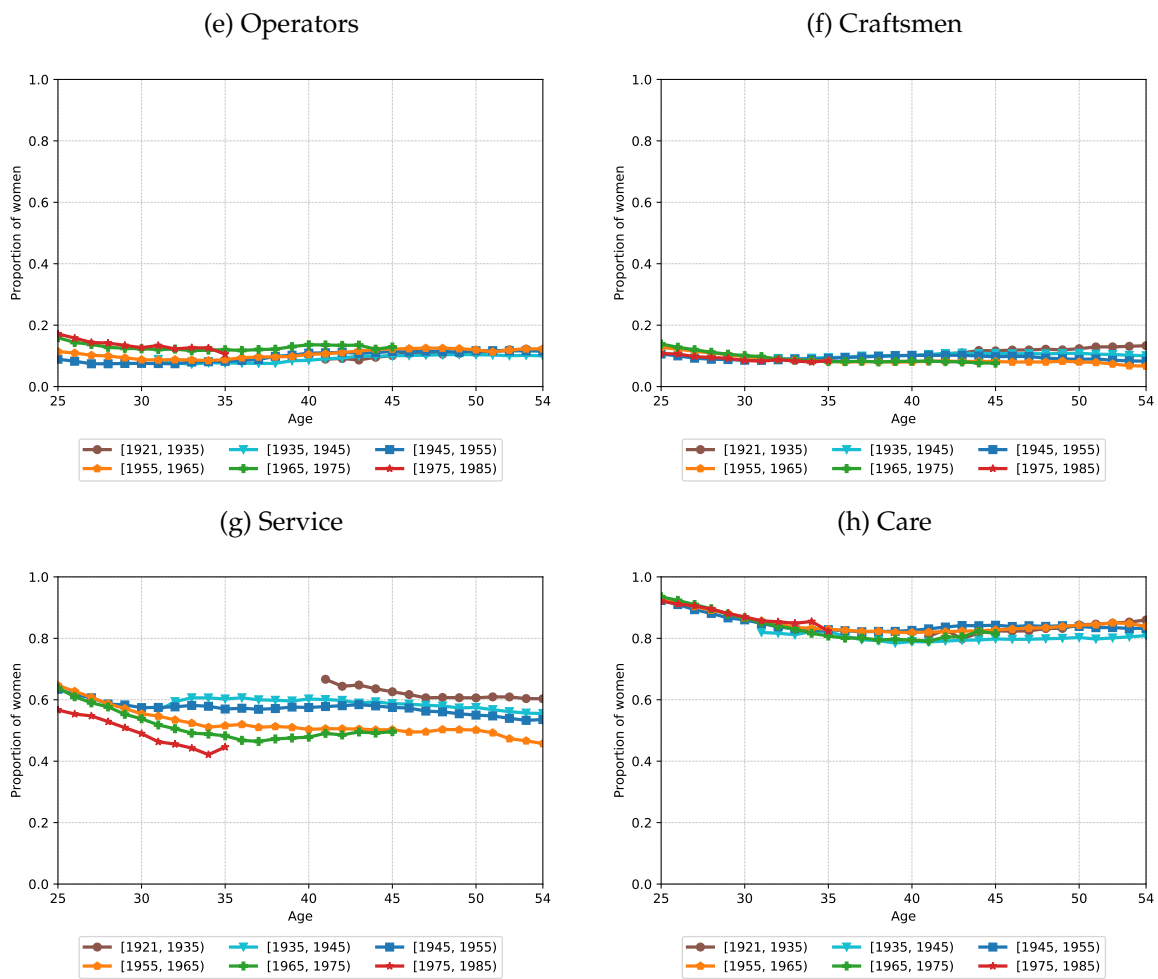 (e) Operators
1.0
0.8
0.6
0.4
0.2
0.0
Proportion of women
25 30 35 40 45 50 54
Age
[1921, 1935) [1935, 1945) [1945, 1955)
[1955, 1965) [1965, 1975) [1975, 1985)
(f) Craftsmen
1.0
0.8
0.6
0.4
0.2
0.0
Proportion of women
25 30 35 40 45 50 54
Age
[1921, 1935) [1935, 1945) [1945, 1955)
[1955, 1965) [1965, 1975) [1975, 1985)
(g) Service
1.0
0.8
0.6
0.4
0.2
0.0
Proportion of women
25 30 35 40 45 50 54
Age
[1921, 1935) [1935, 1945) [1945, 1955)
[1955, 1965) [1965, 1975) [1975, 1985)
(h) Care
1.0
0.8
0.6
0.4
0.2
0.0
Proportion of women
25 30 35 40 45 50 54
Age
[1921, 1935) [1935, 1945) [1945, 1955)
[1955, 1965) [1965, 1975) [1975, 1985)